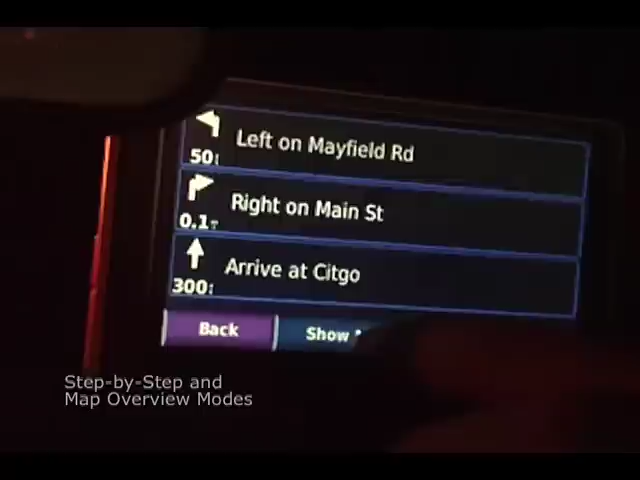 Left on Mayfield Rd
50
Right on Main St
0.1
Arrive at Citgo
300
Back
Show
Step-by-Step and
Map Overview Modes